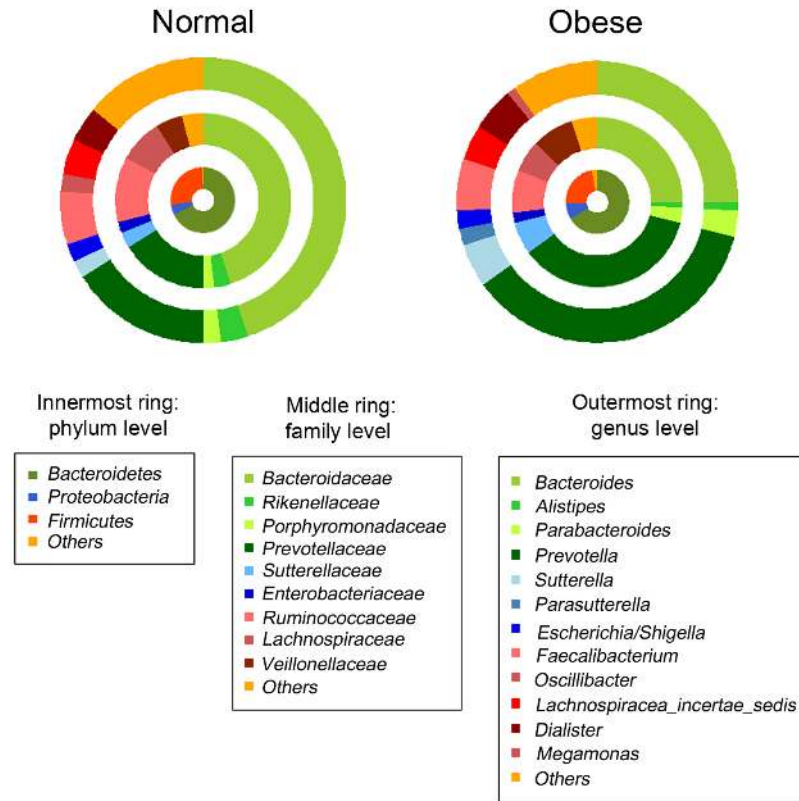 Normal
Obese
Innermost ring:
phylum level
Bacteroidetes
Proteobacteria
Firmicutes
Others
Middle ring:
family level
Bacteroidaceae
Rikenellaceae
Porphyromonadaceae
Prevotellaceae
Sutterellaceae
Enterobacteriaceae
Ruminococcaceae
Lachnospiraceae
Veillonellaceae
Others
Outermost ring:
genus level
Bacteroides
Alistipes
Parabacteroides
Prevotella
Sutterella
Parasutterella
Escherichia/Shigella
Faecalibacterium
Oscillibacter
Lachnospiracea_incertae_sedis
Dialister
Megamonas
Others